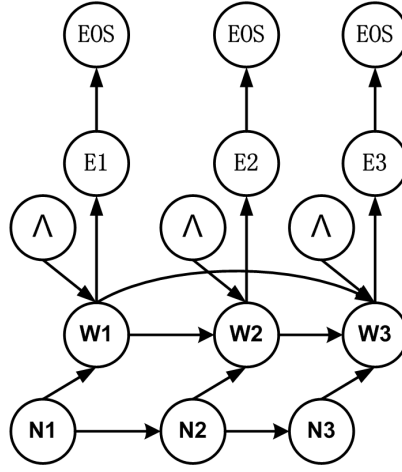 EOS EOS EOS
E1 E2 E3
Λ Λ Λ
W1 W2 W3
N1 N2 N3